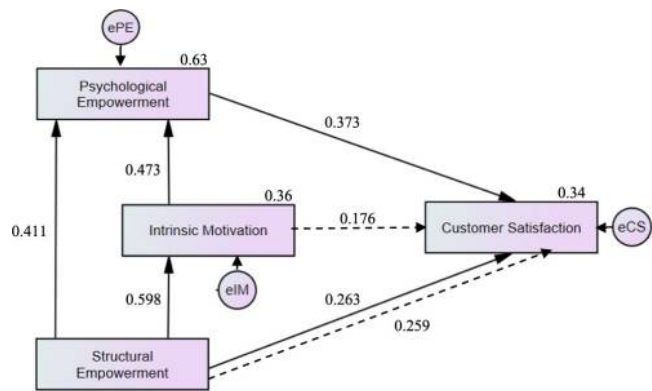 ePE
0.63
Psychological
Empowerment
0.373
0.473
0.36
0.34
0.411
Intrinsic Motivation
0.176
Customer Satisfaction
eCS
eIM
0.598
0.263
0.259
Structural
Empowerment